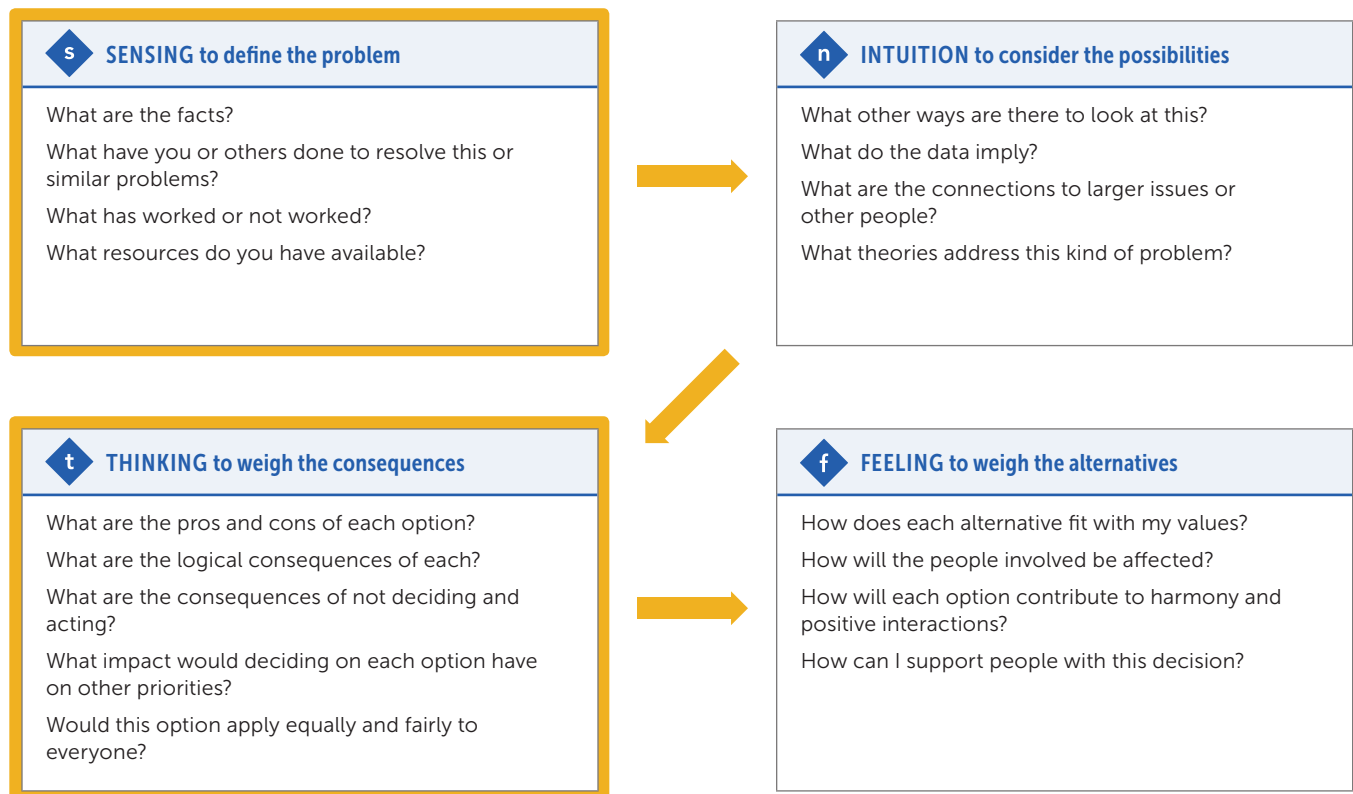 s SENSING to define the problem
What are the facts?
What have you or others done to resolve this or
similar problems?
What has worked or not worked?
What resources do you have available?
n INTUITION to consider the possibilities
What other ways are there to look at this?
What do the data imply?
What are the connections to larger issues or
other people?
What theories address this kind of problem?
t THINKING to weigh the consequences
What are the pros and cons of each option?
What are the logical consequences of each?
What are the consequences of not deciding and
acting?
What impact would deciding on each option have
on other priorities?
Would this option apply equally and fairly to
everyone?
f FEELING to weigh the alternatives
How does each alternative fit with my values?
How will the people involved be affected?
How will each option contribute to harmony and
positive interactions?
How can I support people with this decision?